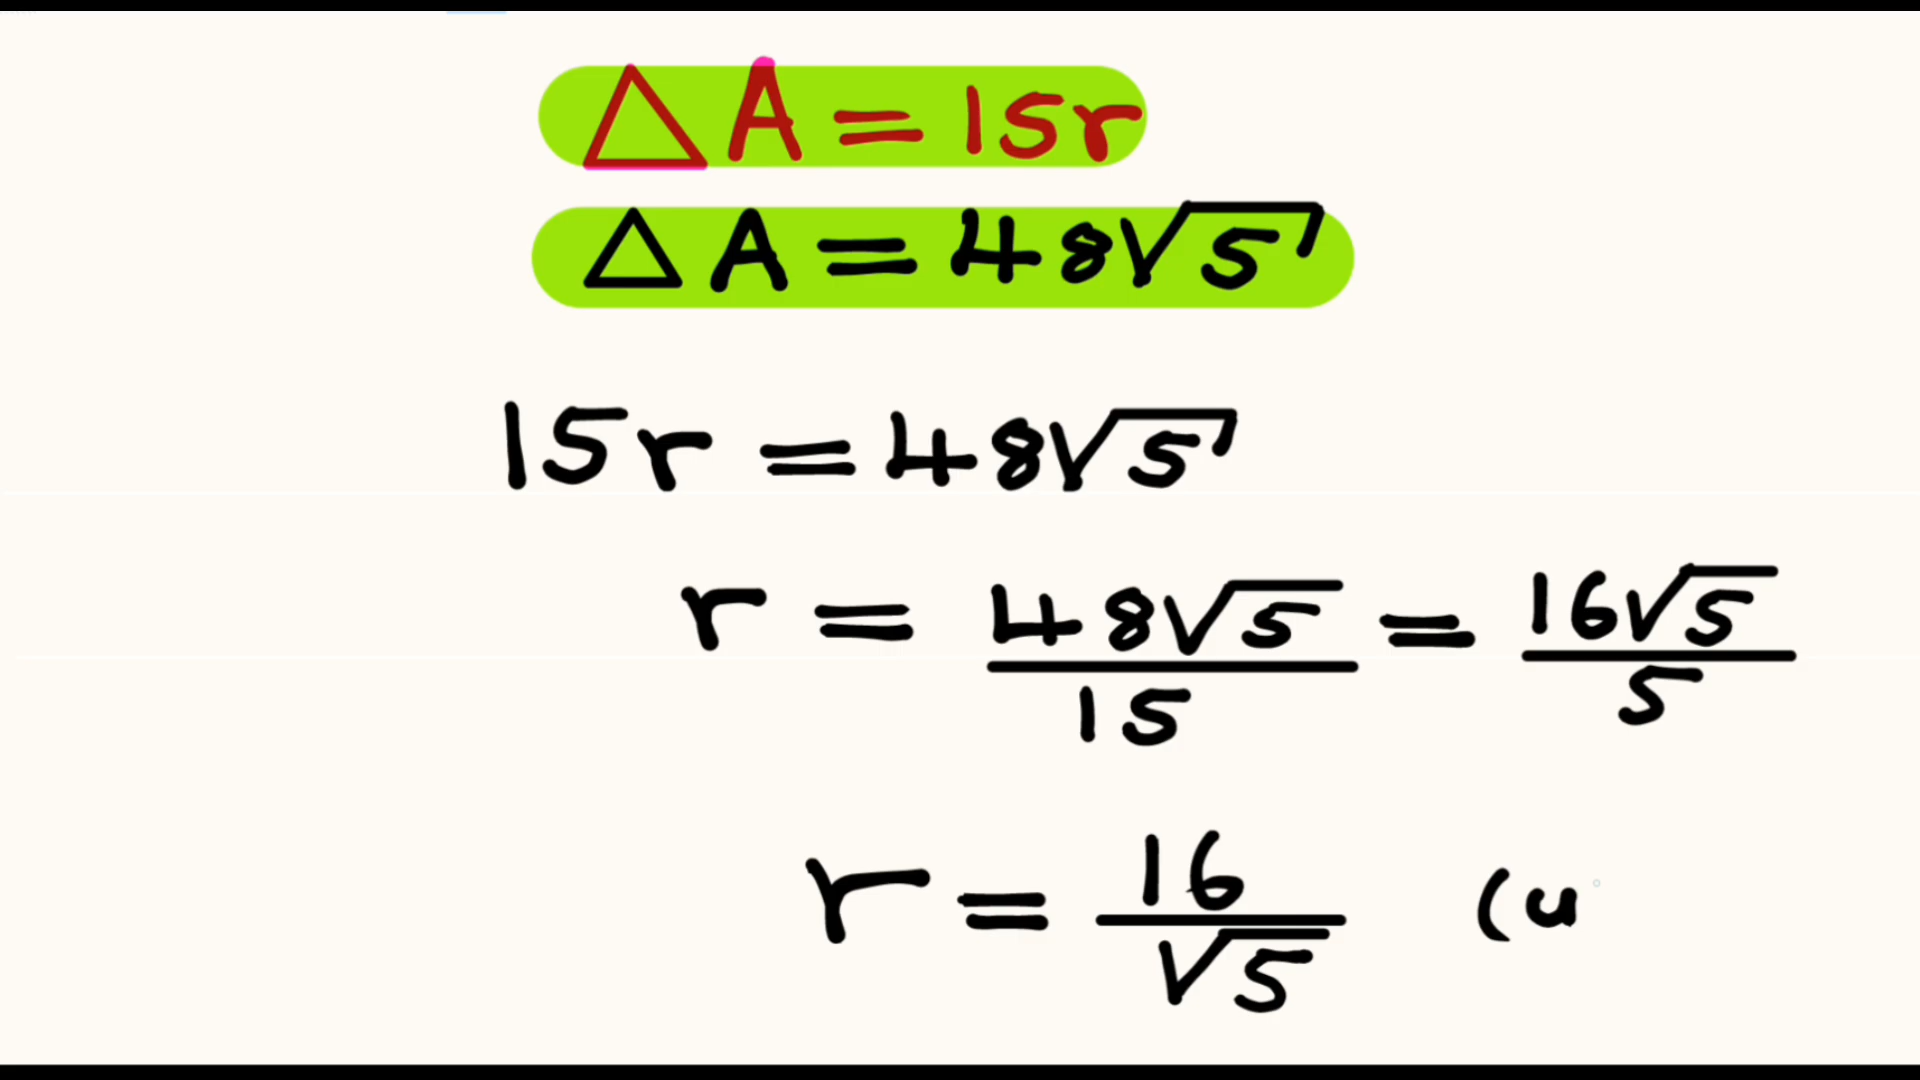 △ A = 15r
△ A = 48√5
15r = 48√5
r = 48√5/15 = 16√5/5
r = 16/√5 (u